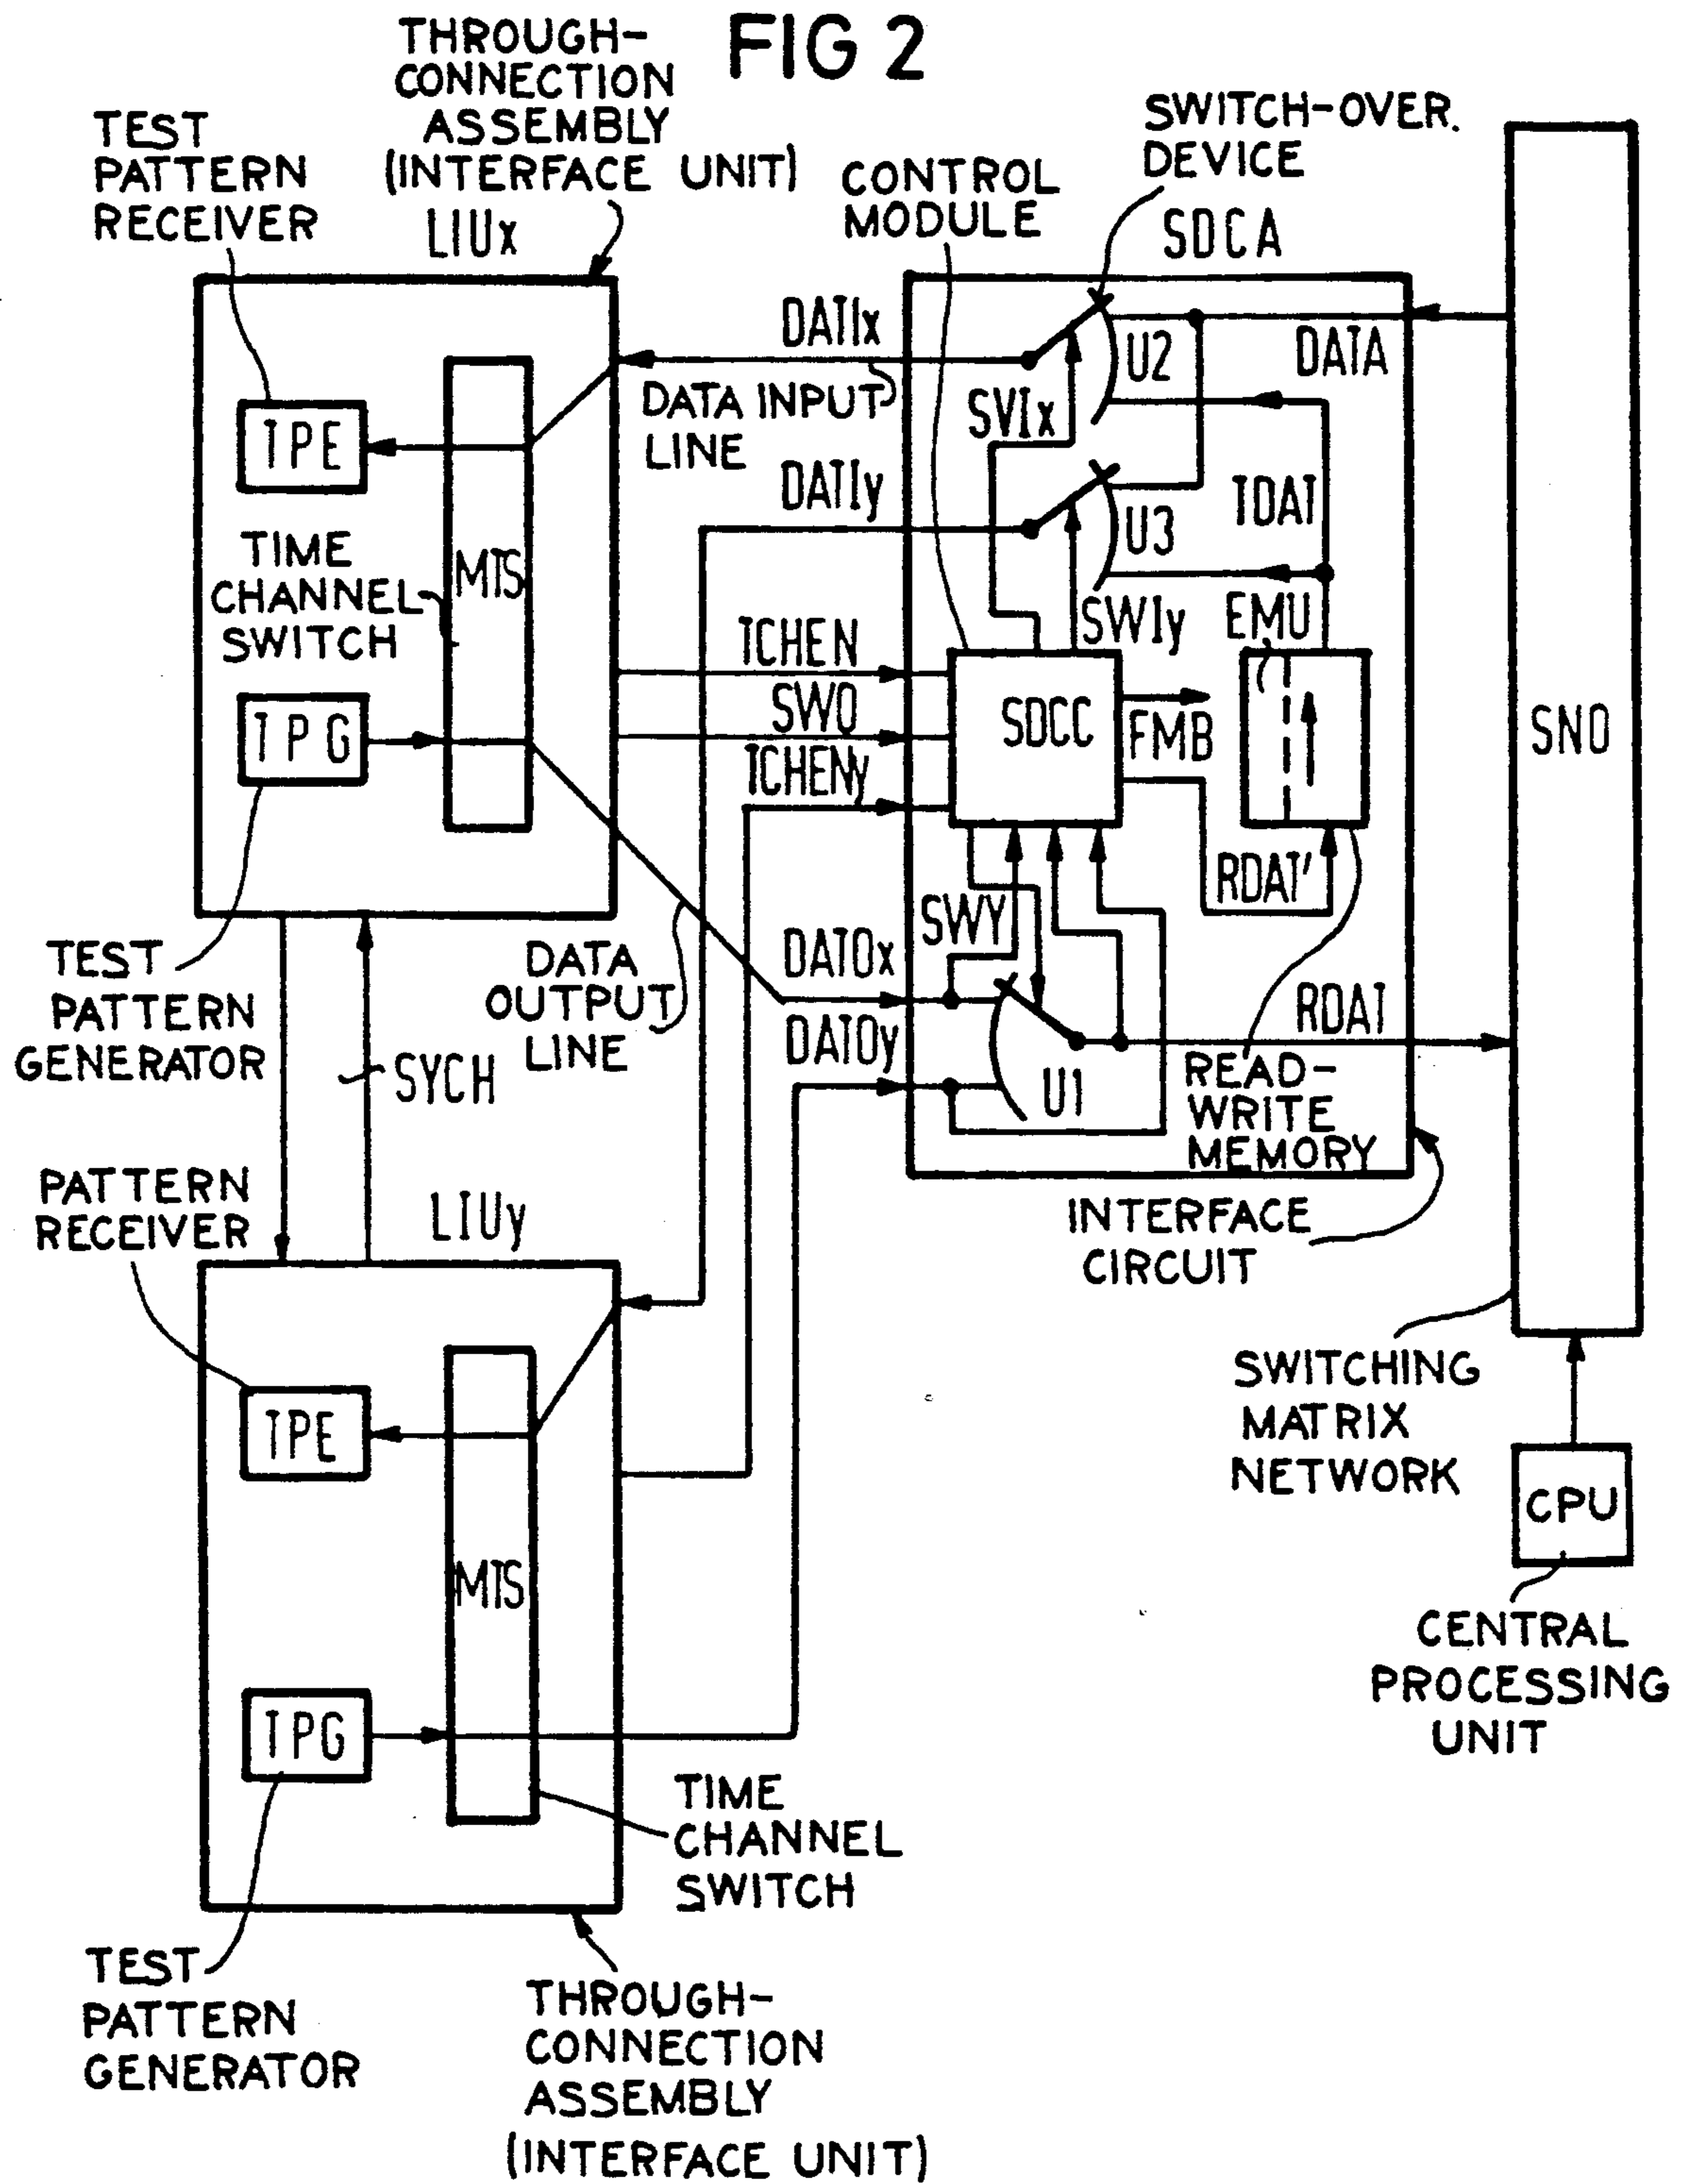 FIG 2
THROUGH-
CONNECTION
ASSEMBLY
(INTERFACE UNIT)
LIUx
TEST
PATTERN
RECEIVER
CONTROL
MODULE
SWITCH-OVER.
DEVICE
SDCA
DATIx
DATA INPUT
LINE
DATIy
SVIx
U2
DATA
U3
TDAT
SWIy
EMU
TPE
TIME
CHANNEL
SWITCH
MTS
TPG
TCHEN
SWO
TCHENy
SDCC
FMB
RDAT'
SNO
SWY
DATOx
DATOy
U1
RDAT
READ-
WRITE
MEMORY
TEST
PATTERN
GENERATOR
DATA
OUTPUT
LINE
SYCH
PATTERN
RECEIVER
LIUy
INTERFACE
CIRCUIT
SWITCHING
MATRIX
NETWORK
CPU
CENTRAL
PROCESSING
UNIT
TPE
MTS
TPG
TIME
CHANNEL
SWITCH
TEST
PATTERN
GENERATOR
THROUGH-
CONNECTION
ASSEMBLY
(INTERFACE UNIT)